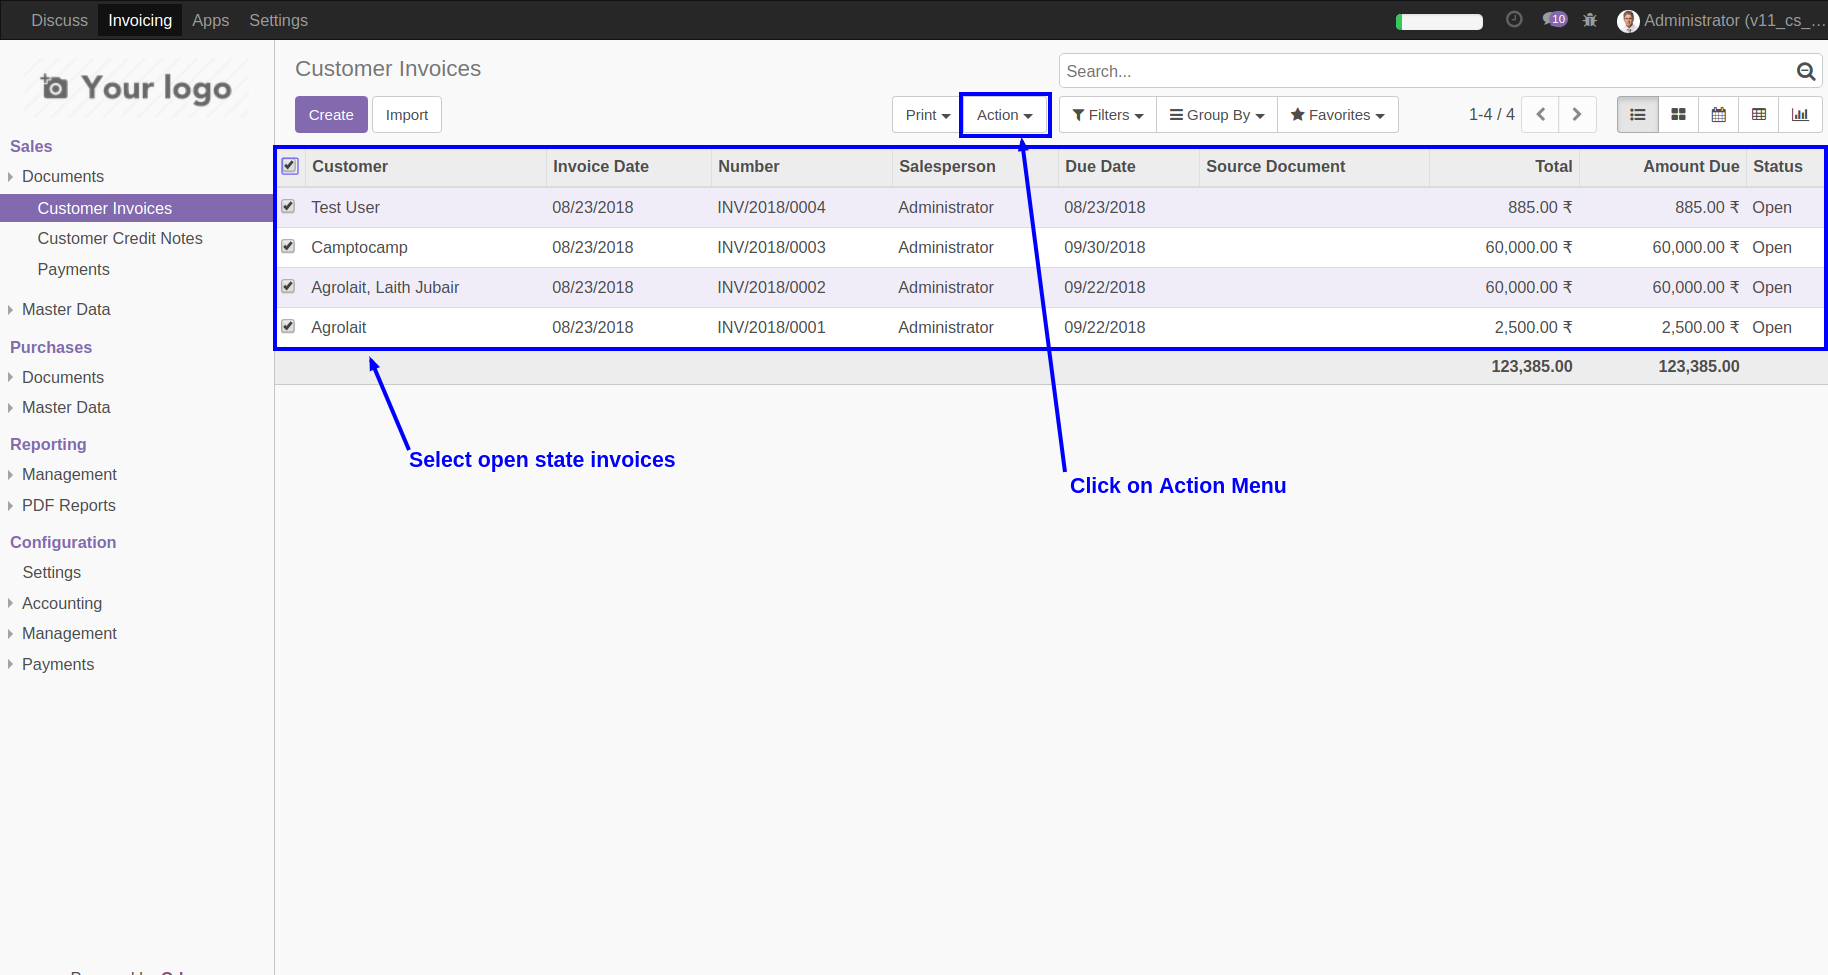 Discuss Invoicing Apps Settings 10 Administrator (v11_cs_...
Your logo
Customer Invoices
Search...
Create Import Print Action Filters Group By Favorites 1-4 / 4
Sales
Documents
Customer Invoices
Customer Credit Notes
Payments
Master Data
Purchases
Documents
Master Data
Reporting
Management
PDF Reports
Configuration
Settings
Accounting
Management
Payments
Customer Invoice Date Number Salesperson Due Date Source Document Total Amount Due Status
Test User 08/23/2018 INV/2018/0004 Administrator 08/23/2018 885.00 ₹ 885.00 ₹ Open
Camptocamp 08/23/2018 INV/2018/0003 Administrator 09/30/2018 60,000.00 ₹ 60,000.00 ₹ Open
Agrolait, Laith Jubair 08/23/2018 INV/2018/0002 Administrator 09/22/2018 60,000.00 ₹ 60,000.00 ₹ Open
Agrolait 08/23/2018 INV/2018/0001 Administrator 09/22/2018 2,500.00 ₹ 2,500.00 ₹ Open
123,385.00 123,385.00
Select open state invoices
Click on Action Menu